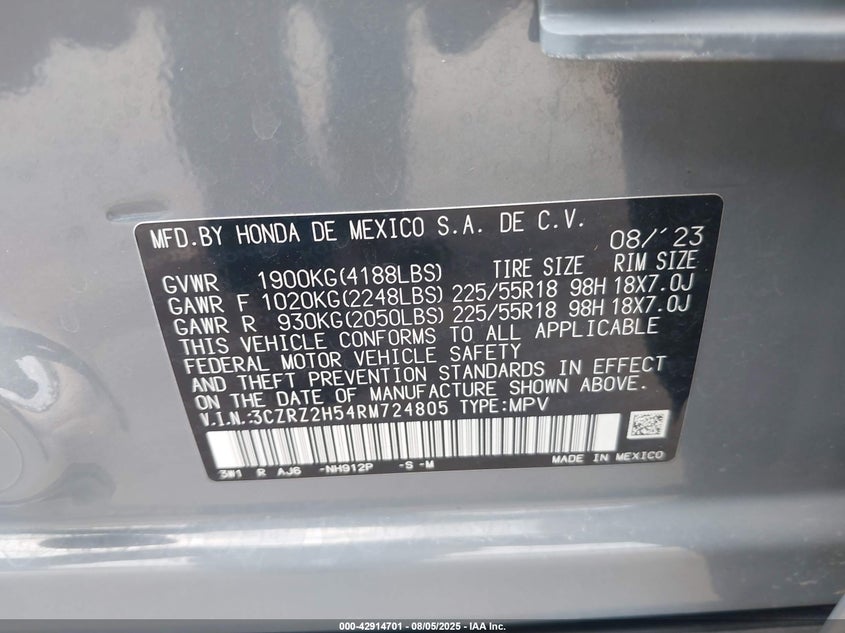 MFD.BY HONDA DE MEXICO S.A. DE C.V. 08/'23
GVWR 1900KG(4188LBS) TIRE SIZE RIM SIZE
GAWR F 1020KG(2248LBS) 225/55R18 98H 18X7.0J
GAWR R 930KG(2050LBS) 225/55R18 98H 18X7.0J
THIS VEHICLE CONFORMS TO ALL APPLICABLE
FEDERAL MOTOR VEHICLE SAFETY
AND THEFT PREVENTION STANDARDS IN EFFECT
ON THE DATE OF MANUFACTURE SHOWN ABOVE.
V.I.N.:3CZRZ2H54RM724805 TYPE:MPV
3W1 R AJ6 -NH912P -S -M MADE IN MEXICO
000-42914701 - 08/05/2025 - IAA Inc.